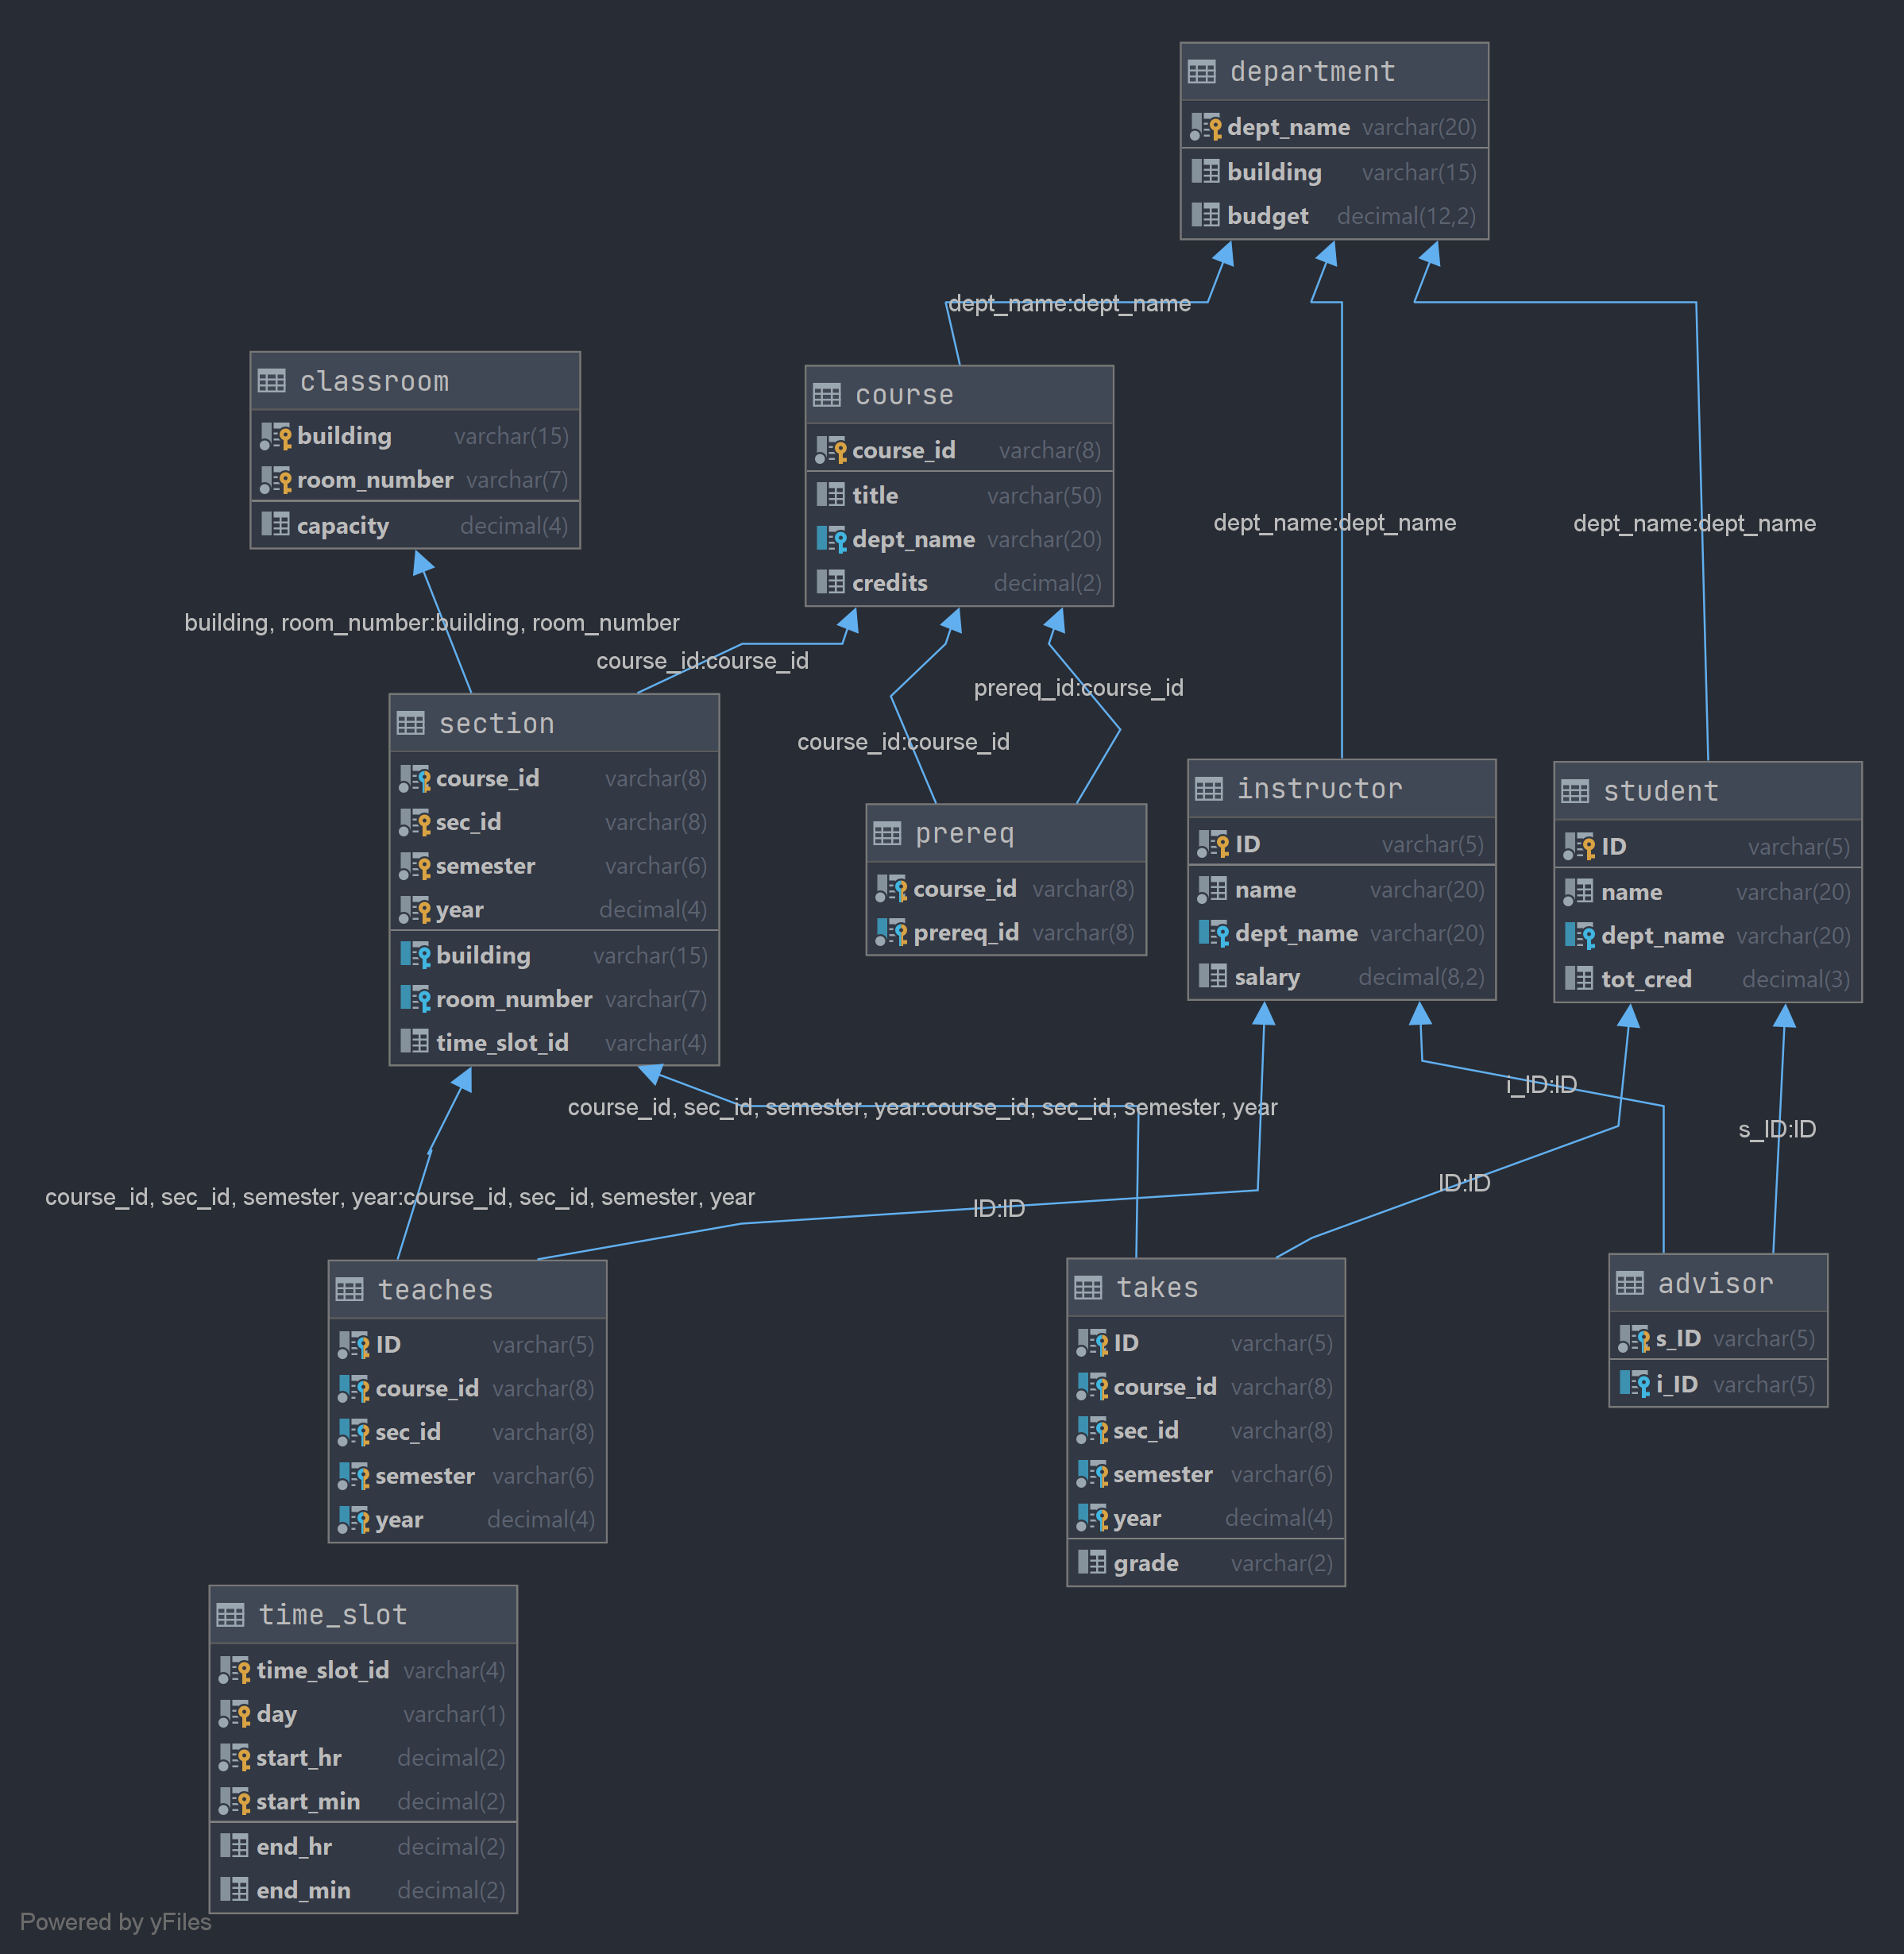 department
dept_name varchar(20)
building varchar(15)
budget decimal(12,2)
dept_name:dept_name
classroom
building varchar(15)
room_number varchar(7)
capacity decimal(4)
course
course_id varchar(8)
title varchar(50)
dept_name varchar(20)
credits decimal(2)
dept_name:dept_name
dept_name:dept_name
building, room_number:building, room_number
course_id:course_id
prereq_id:course_id
course_id:course_id
section
course_id varchar(8)
sec_id varchar(8)
semester varchar(6)
year decimal(4)
building varchar(15)
room_number varchar(7)
time_slot_id varchar(4)
prereq
course_id varchar(8)
prereq_id varchar(8)
instructor
ID varchar(5)
name varchar(20)
dept_name varchar(20)
salary decimal(8,2)
student
ID varchar(5)
name varchar(20)
dept_name varchar(20)
tot_cred decimal(3)
i_ID:ID
course_id, sec_id, semester, year:course_id, sec_id, semester, year
s_ID:ID
ID:ID
course_id, sec_id, semester, year:course_id, sec_id, semester, year
ID:ID
teaches
ID varchar(5)
course_id varchar(8)
sec_id varchar(8)
semester varchar(6)
year decimal(4)
takes
ID varchar(5)
course_id varchar(8)
sec_id varchar(8)
semester varchar(6)
year decimal(4)
grade varchar(2)
advisor
s_ID varchar(5)
i_ID varchar(5)
time_slot
time_slot_id varchar(4)
day varchar(1)
start_hr decimal(2)
start_min decimal(2)
end_hr decimal(2)
end_min decimal(2)
Powered by yFiles